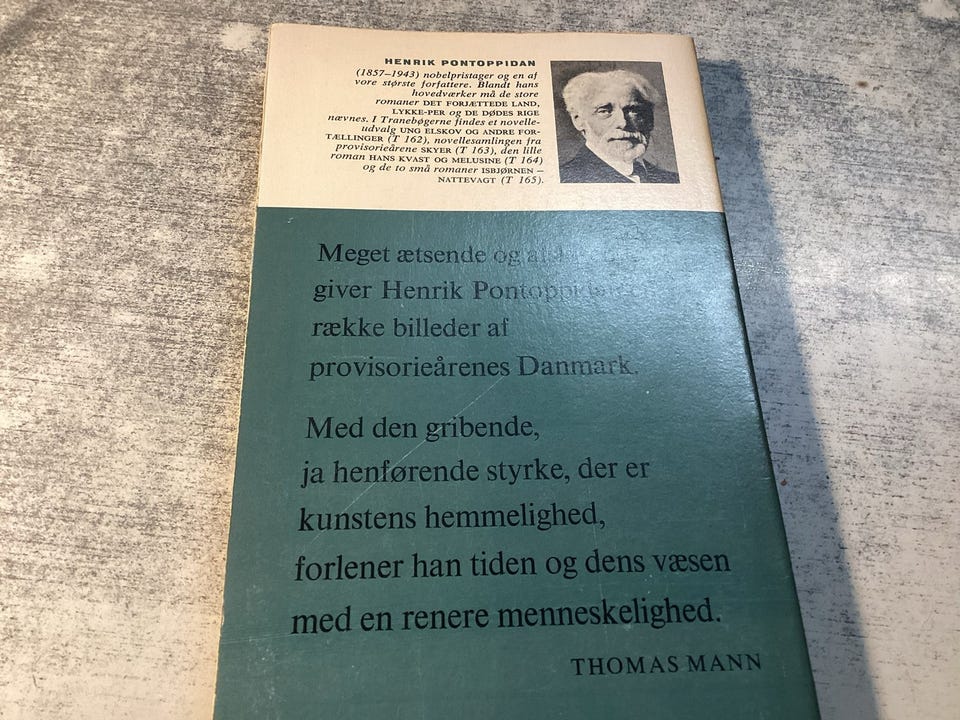 HENRIK PONTOPPIDAN
(1857–1943) nobelpristager og en af
vore største forfattere. Blandt hans
hovedværker må de store
romaner DET FORJÆTTEDE LAND,
LYKKE-PER og DE DØDES RIGE
nævnes. I Tranebøgerne findes et novelle-
udvalg UNG ELSKOV OG ANDRE FOR-
TÆLLINGER (T 162), novellesamlingen fra
provisorieårene SKYER (T 163), den lille
roman HANS KVAST OG MELUSINE (T 164)
og de to små romaner ISBJØRNEN –
NATTEVAGT (T 165).
Meget ætsende og
giver Henrik Pontoppidan
række billeder af
provisorieårenes Danmark.
Med den gribende,
ja henførende styrke, der er
kunstens hemmelighed,
forlener han tiden og dens væsen
med en renere menneskelighed.
THOMAS MANN